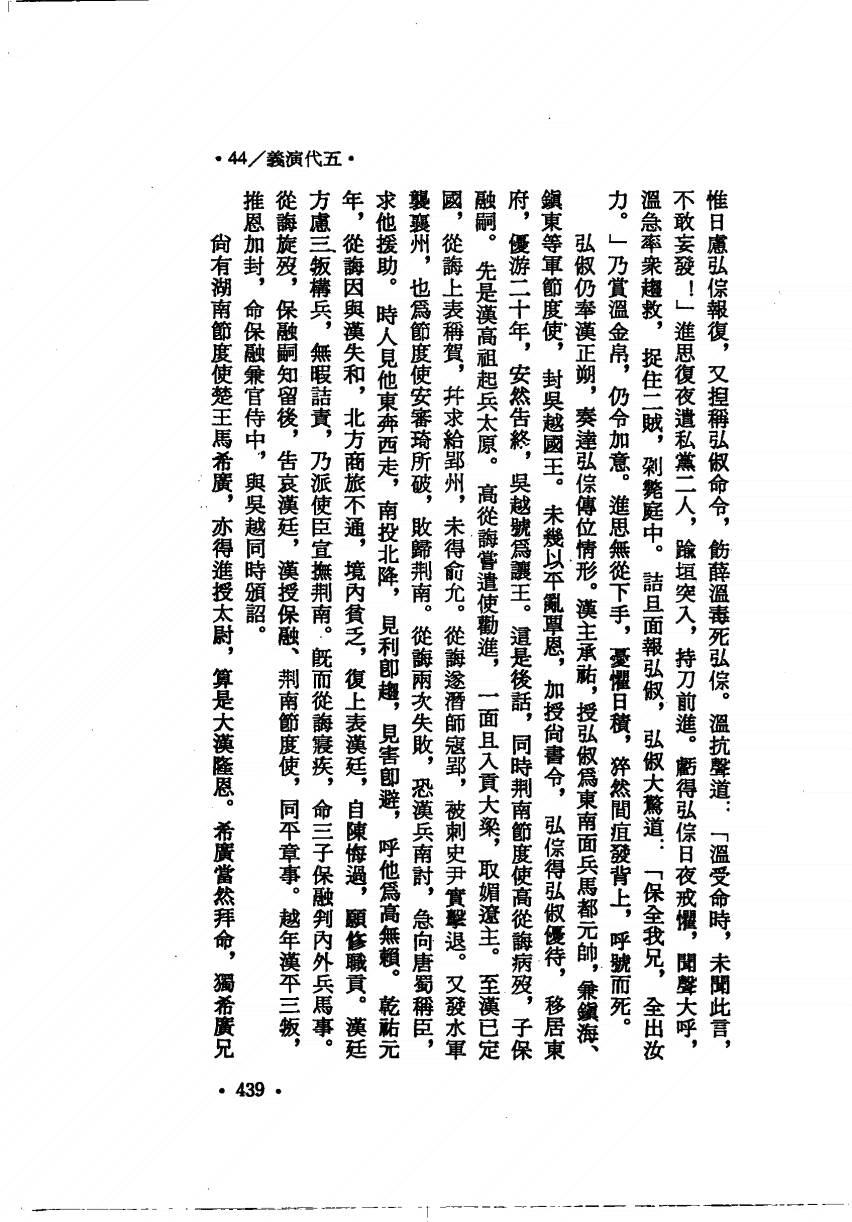 •44／義演代五•
惟日慮弘倧報復，又揑稱弘俶命令，飭薛溫毒死弘倧。溫抗聲道：「溫受命時，未聞此言，
不敢妄發！」進思復夜遣私黨二人，踰垣突入，持刀前進。虧得弘倧日夜戒懼，聞聲大呼，
溫急率衆趨救，捉住二賊，剁斃庭中。詰旦面報弘俶，弘俶大驚道：「保全我兄，全出汝
力。」乃賞溫金帛，仍令加意。進思無從下手，憂懼日積，猝然間疽發背上，呼號而死。
弘俶仍奉漢正朔，奏達弘倧傳位情形。漢主承祐，授弘俶爲東南面兵馬都元帥，兼鎭海、
鎭東等軍節度使，封吳越國王。未幾以平亂覃恩，加授尙書令，弘倧得弘俶優待，移居東
府，優游二十年，安然吿終，吳越號爲讓王。這是後話，同時荆南節度使高從誨病歿，子保
融嗣。先是漢高祖起兵太原。高從誨嘗遣使勸進，一面且入貢大梁，取媚遼主。至漢已定
國，從誨上表稱賀，幷求給郢州，未得俞允。從誨遂潛師寇郢，被刺史尹實擊退。又發水軍
襲襄州，也爲節度使安審琦所破，敗歸荆南。從誨兩次失敗，恐漢兵南討，急向唐蜀稱臣，
求他援助。時人見他東奔西走，南投北降，見利卽趨，見害卽避，呼他爲高無賴。乾祐元
年，從誨因與漢失和，北方商旅不通，境內貧乏，復上表漢廷，自陳悔過，願修職貢。漢廷
方慮三叛構兵，無暇詰責，乃派使臣宣撫荆南。旣而從誨寢疾，命三子保融判內外兵馬事。
從誨旋歿，保融嗣知留後，吿哀漢廷，漢授保融、荆南節度使，同平章事。越年漢平三叛，
推恩加封，命保融兼官侍中，與吳越同時頒詔。
尙有湖南節度使楚王馬希廣，亦得進授太尉，算是大漢隆恩。希廣當然拜命，獨希廣兄
•439•